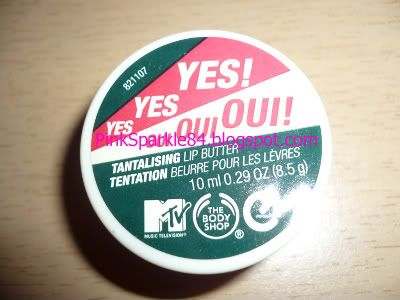 821107
YES!
YES
YES
OUI!
OUI
OUI
PinkSparkle84.blogspot.com
TANTALISING LIP BUTTER
TENTATION BEURRE POUR LES LÈVRES
10 ml 0.29 OZ (8.5 g)
MTV
MUSIC TELEVISION®
THE BODY SHOP®